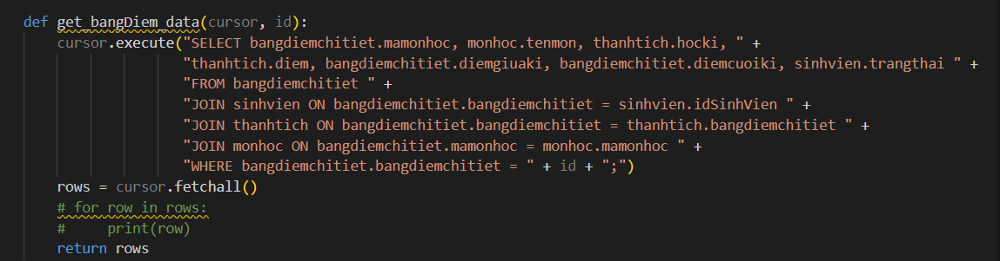 def get_bangDiem_data(cursor, id):
cursor.execute("SELECT bangdiemchitiet.mamonhoc, monhoc.tenmon, thanhtich.hocki, " +
"thanhtich.diem, bangdiemchitiet.diemgiuaki, bangdiemchitiet.diemcuoiki, sinhvien.trangthai " +
"FROM bangdiemchitiet " +
"JOIN sinhvien ON bangdiemchitiet.bangdiemchitiet = sinhvien.idSinhVien " +
"JOIN thanhtich ON bangdiemchitiet.bangdiemchitiet = thanhtich.bangdiemchitiet " +
"JOIN monhoc ON bangdiemchitiet.mamonhoc = monhoc.mamonhoc " +
"WHERE bangdiemchitiet.bangdiemchitiet = " + id + ";")
rows = cursor.fetchall()
# for row in rows:
#     print(row)
return rows